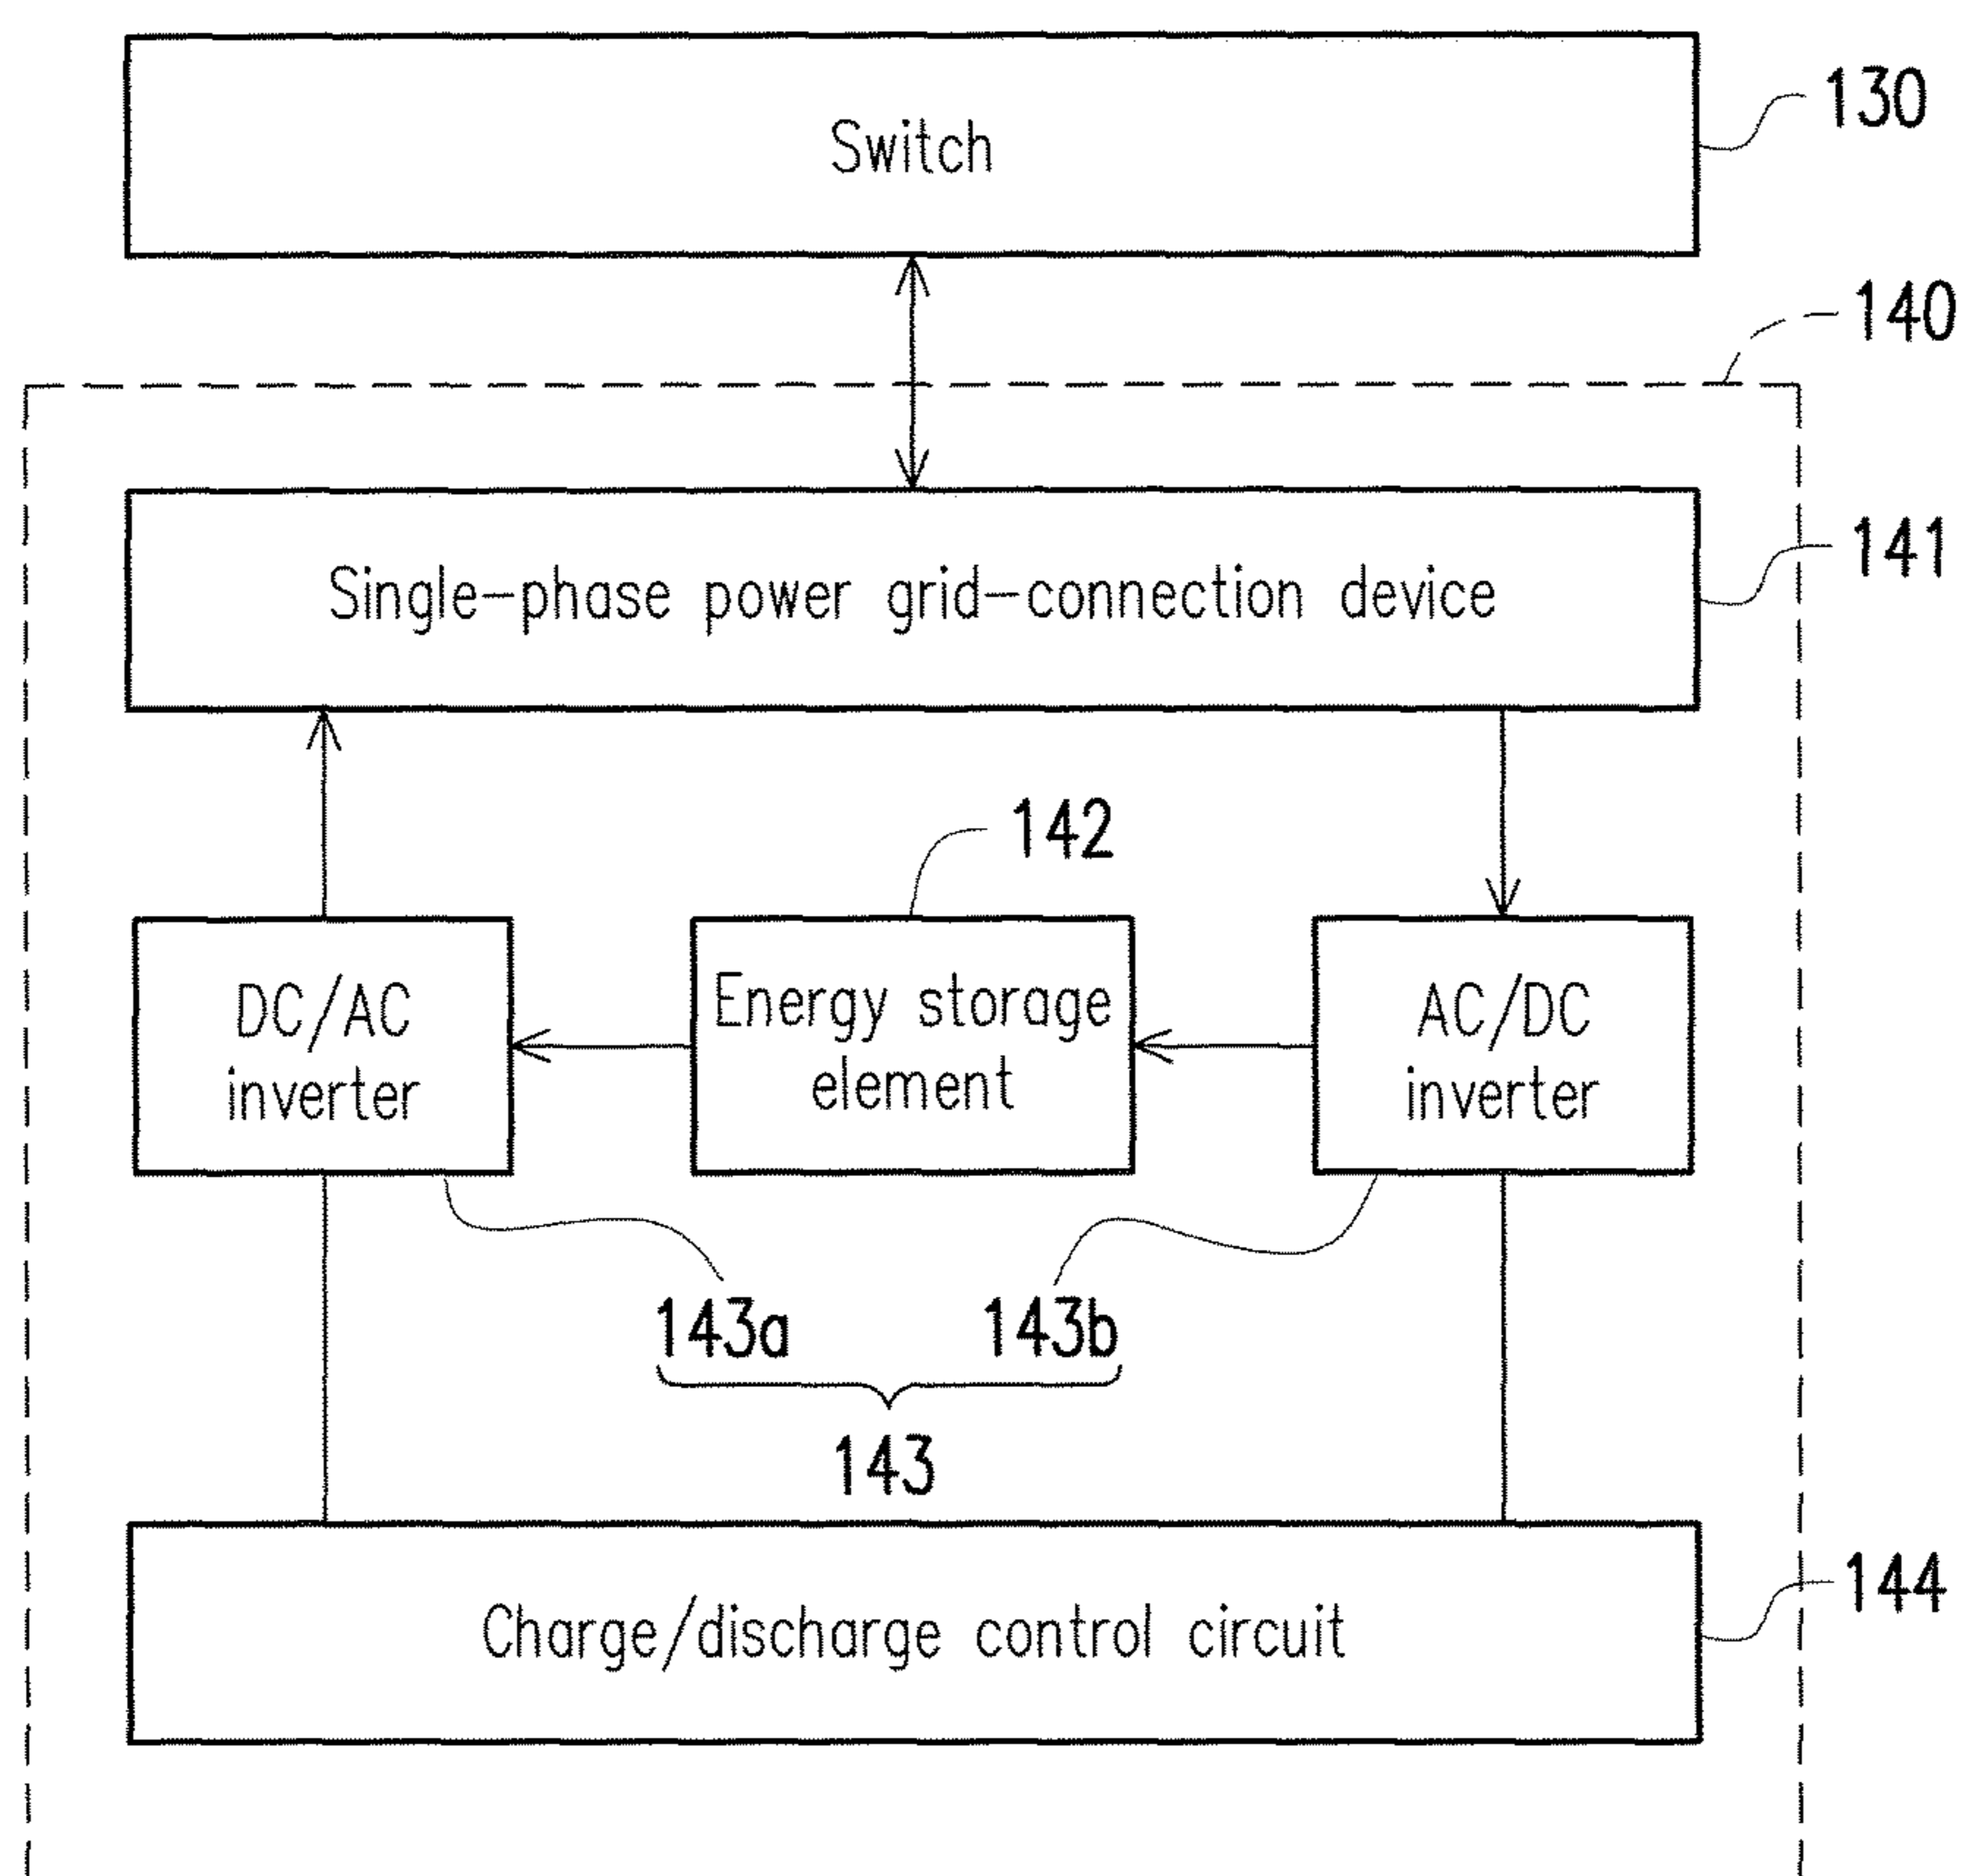 Switch
130
140
Single-phase power grid-connection device
141
142
DC/AC
inverter
Energy storage
element
AC/DC
inverter
143a
143b
143
Charge/discharge control circuit
144